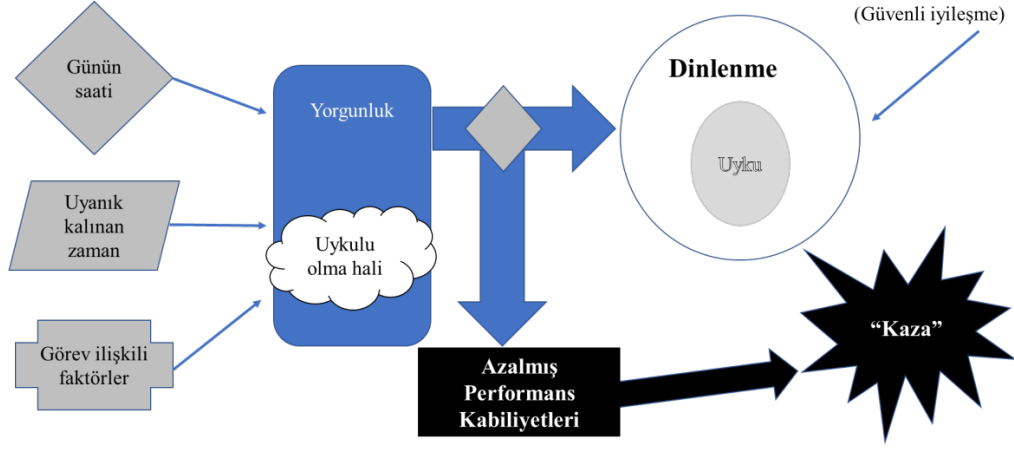 Günün
saati
Uyanık
kalınan
zaman
Görev ilişkili
faktörler
Yorgunluk
Uykulu
olma hali
Dinlenme
Uyku
(Güvenli iyileşme)
Azalmış
Performans
Kabiliyetleri
“Kaza”